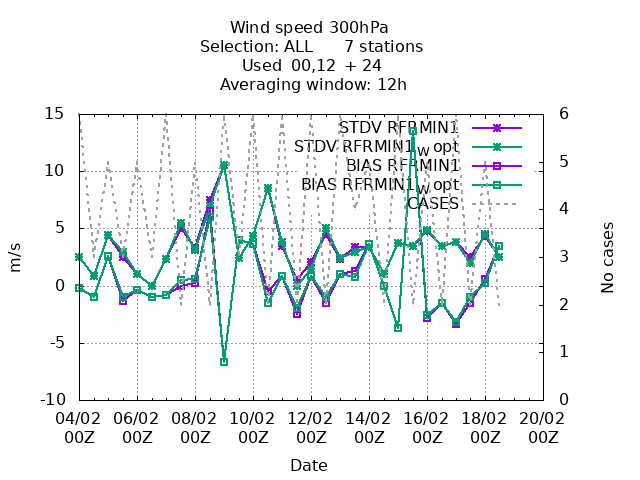 Wind speed 300hPa
Selection: ALL 7 stations
Used 00,12 + 24
Averaging window: 12h
STDV RFRMIN1
STDV RFRMIN1_W opt
BIAS RFRMIN1
BIAS RFRMIN1_W opt
CASES
15
10
5
0
-5
-10
m/s
6
5
4
3
2
1
0
No cases
04/02 06/02 08/02 10/02 12/02 14/02 16/02 18/02 20/02
00Z 00Z 00Z 00Z 00Z 00Z 00Z 00Z 00Z
Date